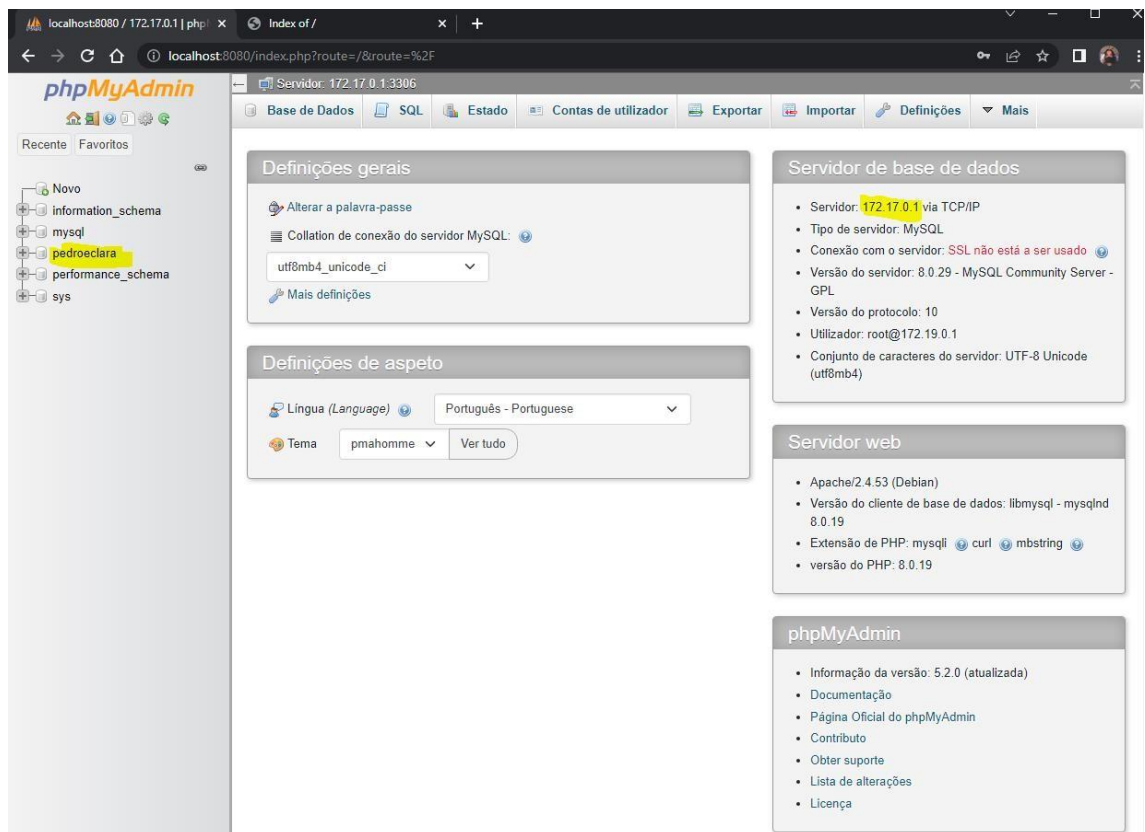 localhost:8080 / 172.17.0.1 | php
Index of /
localhost:8080/index.php?route=/&route=%2F
phpMyAdmin
Recente Favoritos
Novo
information_schema
mysql
pedroeclara
performance_schema
sys
Servidor: 172.17.0.1:3306
Base de Dados SQL Estado Contas de utilizador Exportar Importar Definições Mais
Definições gerais
Alterar a palavra-passe
Collation de conexão do servidor MySQL:
utf8mb4_unicode_ci
Mais definições
Definições de aspeto
Língua (Language) Português - Portuguese
Tema pmahomme Ver tudo
Servidor de base de dados
• Servidor: 172.17.0.1 via TCP/IP
• Tipo de servidor: MySQL
• Conexão com o servidor: SSL não está a ser usado
• Versão do servidor: 8.0.29 - MySQL Community Server -
GPL
• Versão do protocolo: 10
• Utilizador: root@172.19.0.1
• Conjunto de caracteres do servidor: UTF-8 Unicode
(utf8mb4)
Servidor web
• Apache/2.4.53 (Debian)
• Versão do cliente de base de dados: libmysql - mysqlnd
8.0.19
• Extensão de PHP: mysqli curl mbstring
• versão do PHP: 8.0.19
phpMyAdmin
• Informação da versão: 5.2.0 (atualizada)
• Documentação
• Página Oficial do phpMyAdmin
• Contributo
• Obter suporte
• Lista de alterações
• Licença